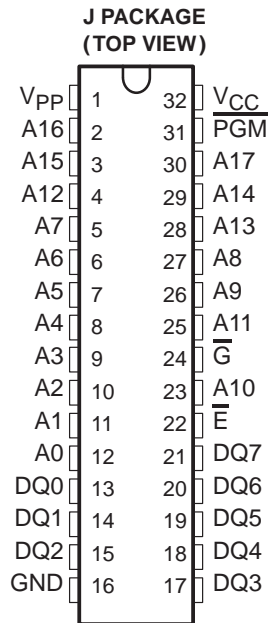 J PACKAGE
(TOP VIEW)
VPP 1 32 VCC
A16 2 31 PGM
A15 3 30 A17
A12 4 29 A14
A7 5 28 A13
A6 6 27 A8
A5 7 26 A9
A4 8 25 A11
A3 9 24 G
A2 10 23 A10
A1 11 22 E
A0 12 21 DQ7
DQ0 13 20 DQ6
DQ1 14 19 DQ5
DQ2 15 18 DQ4
GND 16 17 DQ3